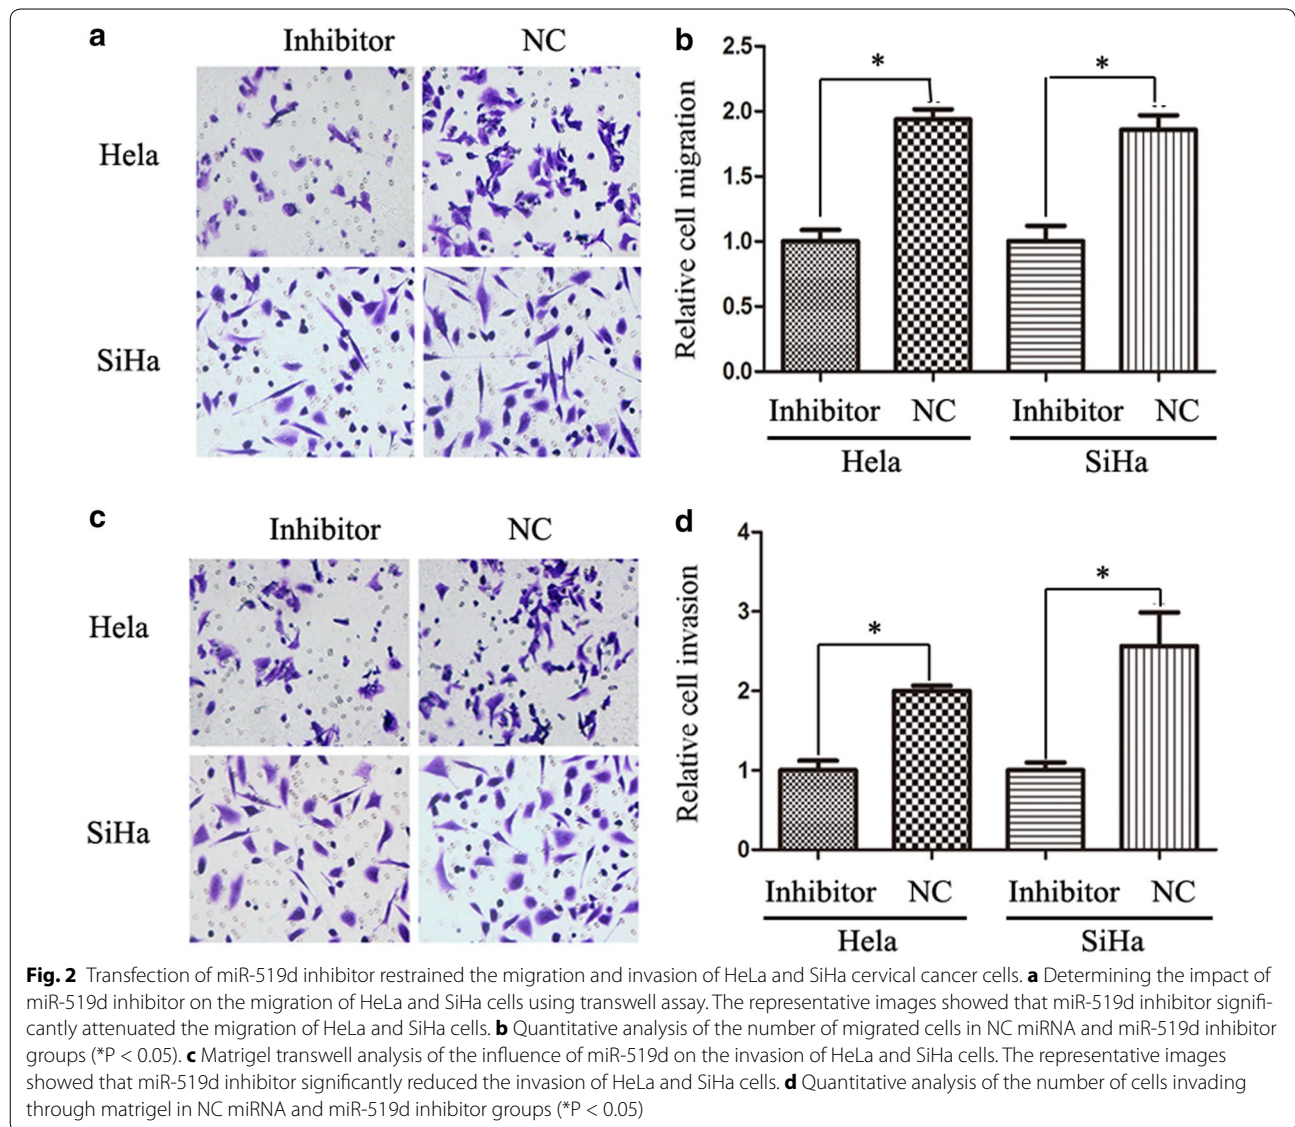 a
Inhibitor NC
Hela
SiHa
b
2.5
2.0
1.5
1.0
0.5
0.0
Relative cell migration
* *
Inhibitor NC Inhibitor NC
Hela SiHa
c
Inhibitor NC
Hela
SiHa
d
4
3
2
1
0
Relative cell invasion
* *
Inhibitor NC Inhibitor NC
Hela SiHa
Fig. 2 Transfection of miR-519d inhibitor restrained the migration and invasion of HeLa and SiHa cervical cancer cells. a Determining the impact of
miR-519d inhibitor on the migration of HeLa and SiHa cells using transwell assay. The representative images showed that miR-519d inhibitor signifi-
cantly attenuated the migration of HeLa and SiHa cells. b Quantitative analysis of the number of migrated cells in NC miRNA and miR-519d inhibitor
groups (*P < 0.05). c Matrigel transwell analysis of the influence of miR-519d on the invasion of HeLa and SiHa cells. The representative images
showed that miR-519d inhibitor significantly reduced the invasion of HeLa and SiHa cells. d Quantitative analysis of the number of cells invading
through matrigel in NC miRNA and miR-519d inhibitor groups (*P < 0.05)